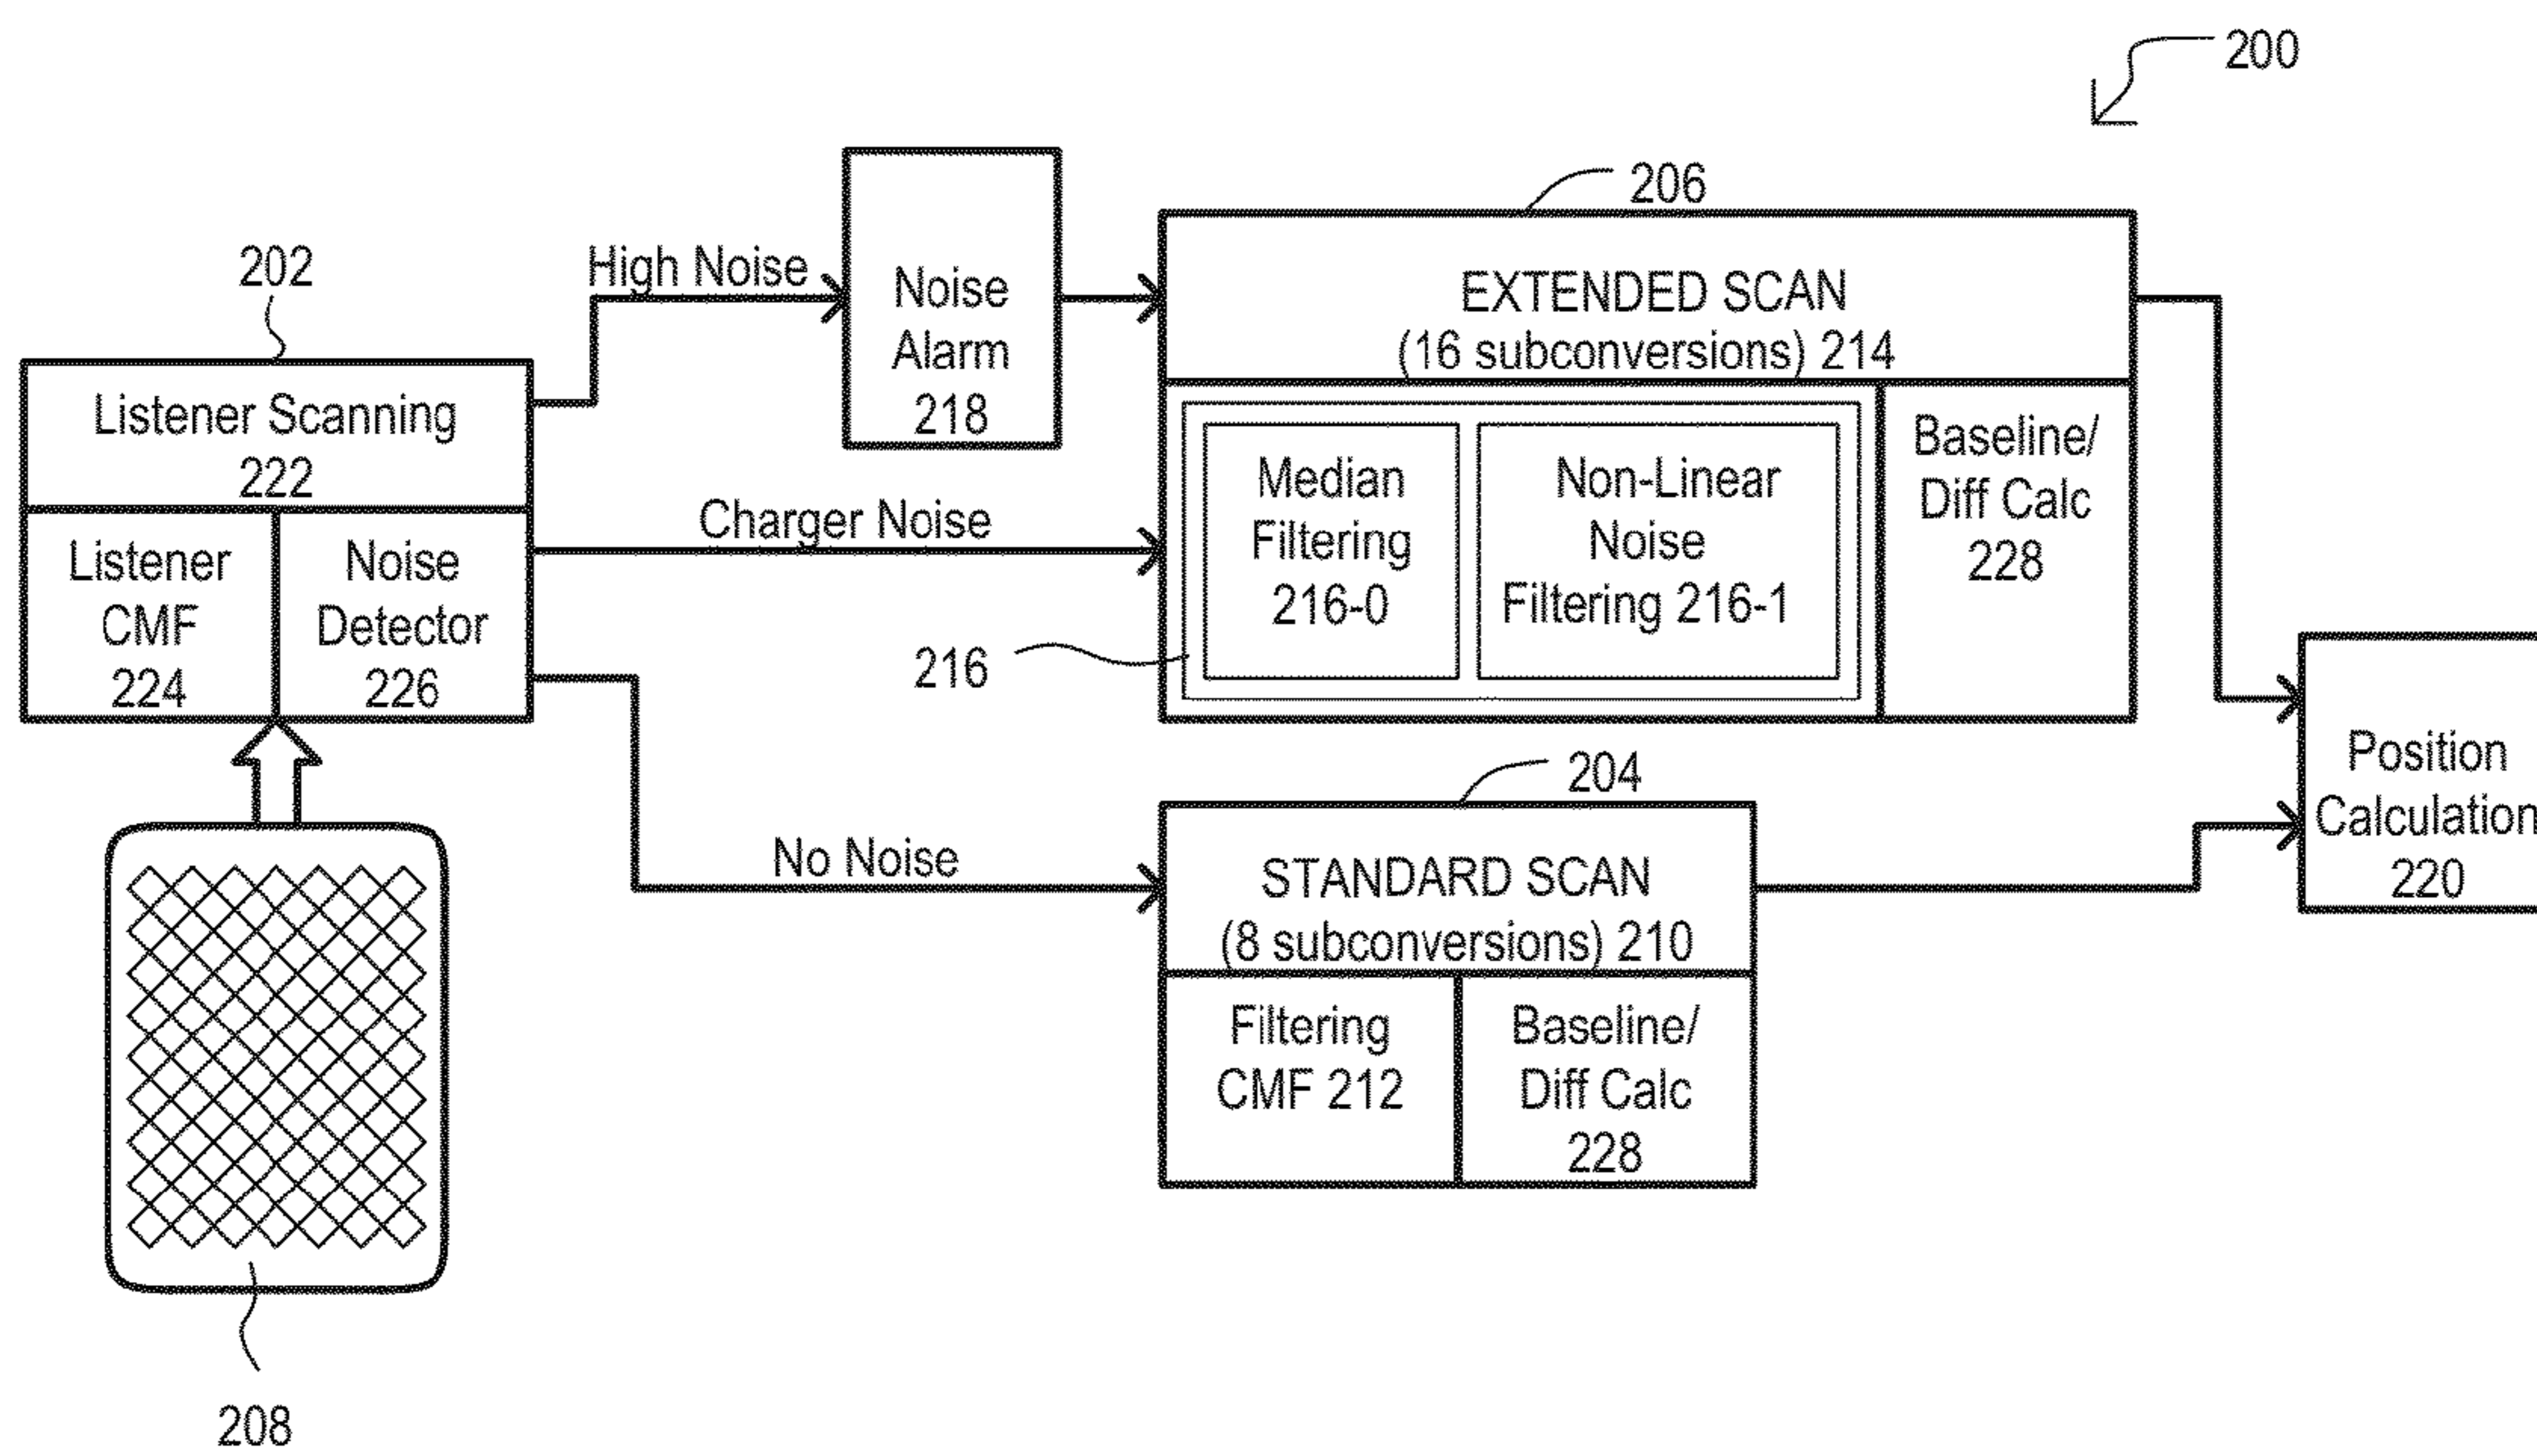 200
206
202
High Noise
Noise
Alarm
218
EXTENDED SCAN
(16 subconversions) 214
Listener Scanning
222
Listener
CMF
224
Noise
Detector
226
Charger Noise
Median
Filtering
216-0
Non-Linear
Noise
Filtering 216-1
Baseline/
Diff Calc
228
216
204
No Noise
STANDARD SCAN
(8 subconversions) 210
Filtering
CMF 212
Baseline/
Diff Calc
228
Position
Calculation
220
208